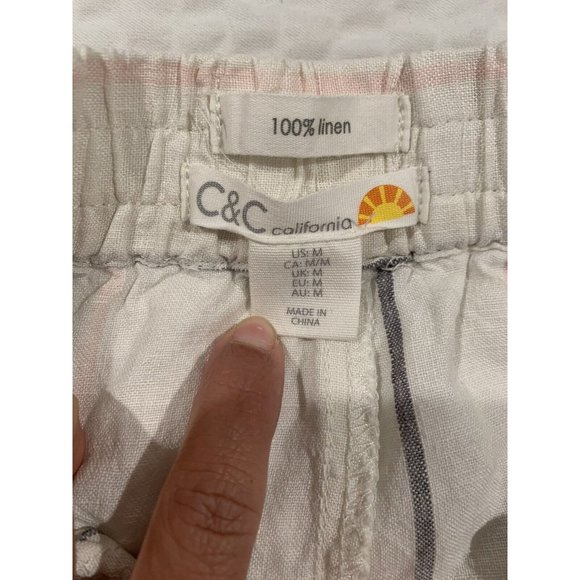 100% linen
C&C california
US: M
CA: M/M
UK: M
EU: M
AU: M
MADE IN
CHINA